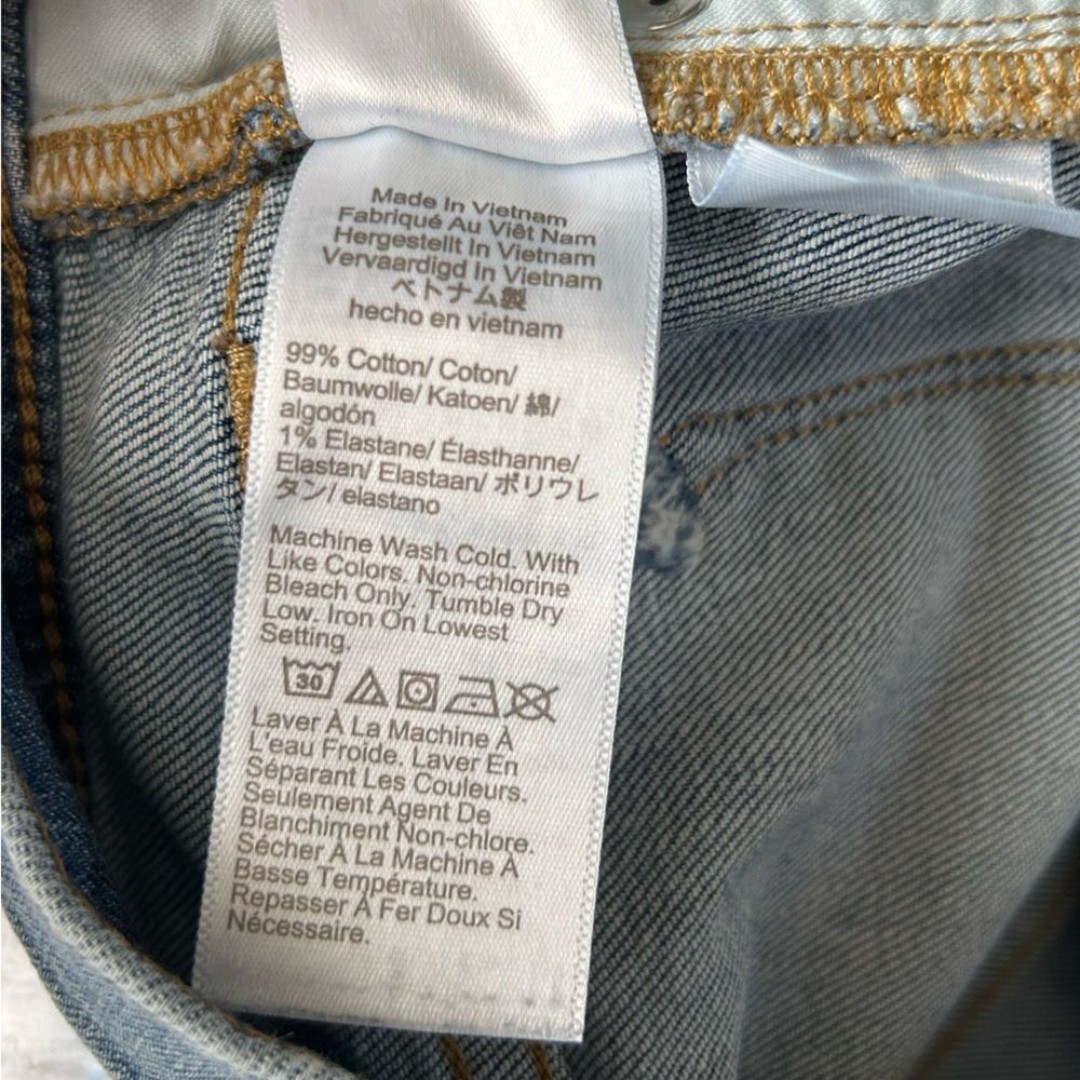 Made In Vietnam
Fabriqué Au Viêt Nam
Hergestellt In Vietnam
Vervaardigd In Vietnam
ベトナム製
hecho en vietnam
99% Cotton/ Coton/
Baumwolle/ Katoen/ 綿/
algodón
1% Elastane/ Élasthanne/
Elastan/ Elastaan/ ポリウレ
タン/ elastano
Machine Wash Cold. With
Like Colors. Non-chlorine
Bleach Only. Tumble Dry
Low. Iron On Lowest
Setting.
30
Laver À La Machine À
L'eau Froide. Laver En
Séparant Les Couleurs.
Seulement Agent De
Blanchiment Non-chlore.
Sécher À La Machine À
Basse Température.
Repasser À Fer Doux Si
Nécessaire.